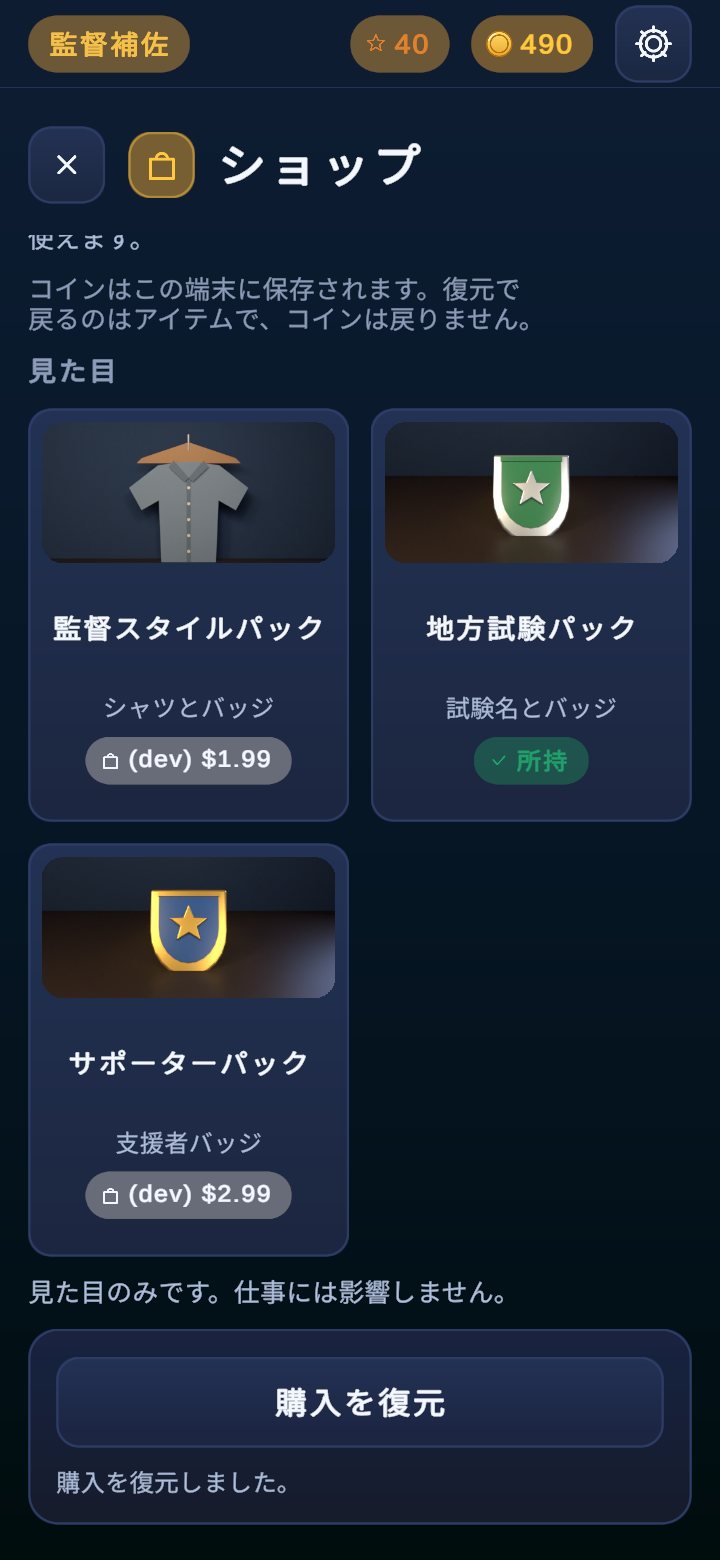 監督補佐
40
490
ショップ
使えます。
コインはこの端末に保存されます。復元で
戻るのはアイテムで、コインは戻りません。
見た目
監督スタイルパック
シャツとバッジ
(dev) $1.99
地方試験パック
試験名とバッジ
所持
サポーターパック
支援者バッジ
(dev) $2.99
見た目のみです。仕事には影響しません。
購入を復元
購入を復元しました。